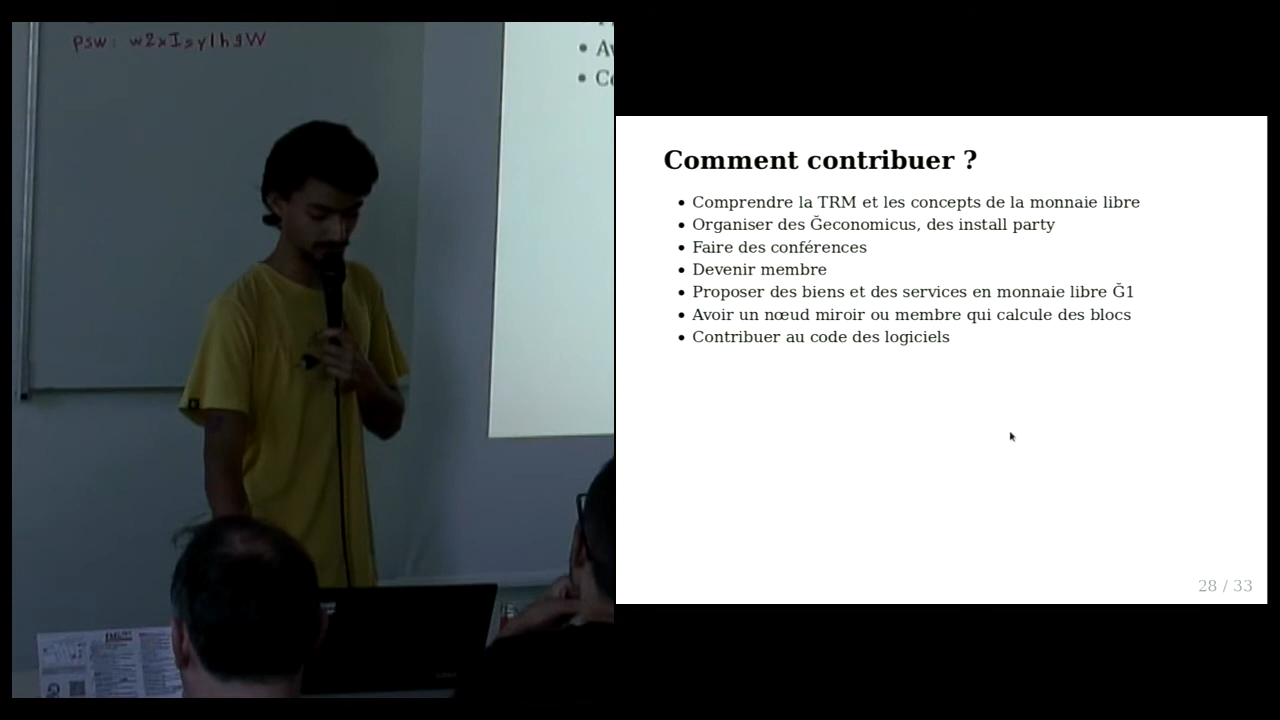 psw: w2xIsylhgW
Comment contribuer ?
• Comprendre la TRM et les concepts de la monnaie libre
• Organiser des Ğeconomicus, des install party
• Faire des conférences
• Devenir membre
• Proposer des biens et des services en monnaie libre Ğ1
• Avoir un nœud miroir ou membre qui calcule des blocs
• Contribuer au code des logiciels
28 / 33